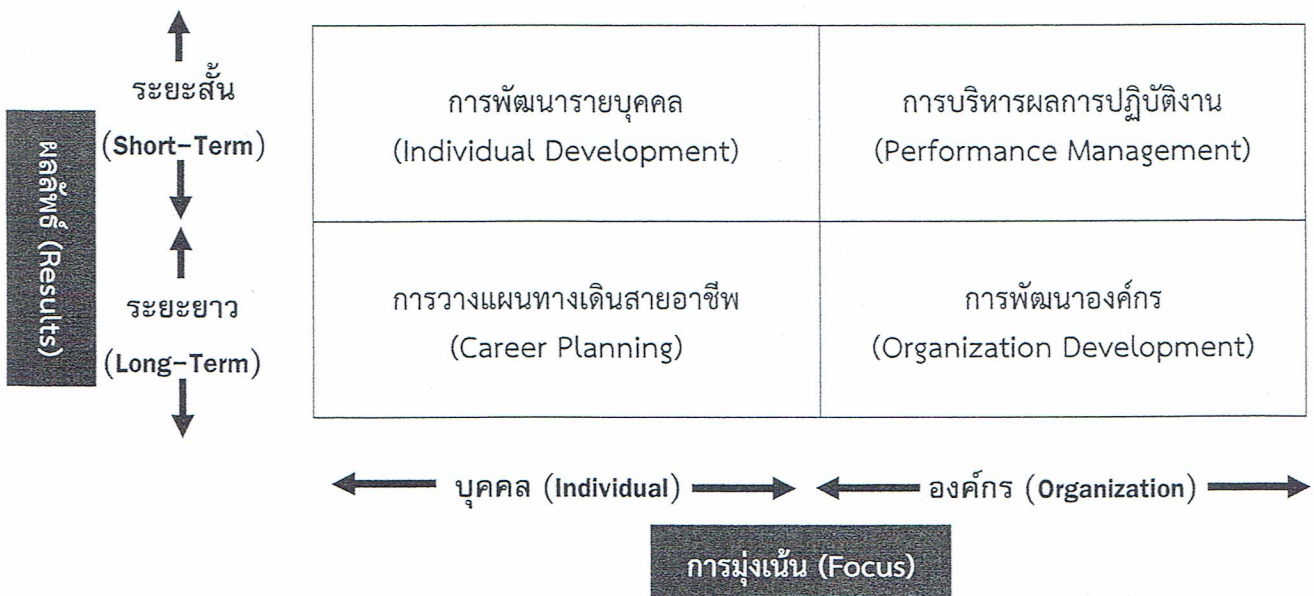 ผลลัพธ์ (Results)
ระยะสั้น
(Short-Term)
ระยะยาว
(Long-Term)
การพัฒนารายบุคคล
(Individual Development)
การบริหารผลการปฏิบัติงาน
(Performance Management)
การวางแผนทางเดินสายอาชีพ
(Career Planning)
การพัฒนาองค์กร
(Organization Development)
บุคคล (Individual)
องค์กร (Organization)
การมุ่งเน้น (Focus)